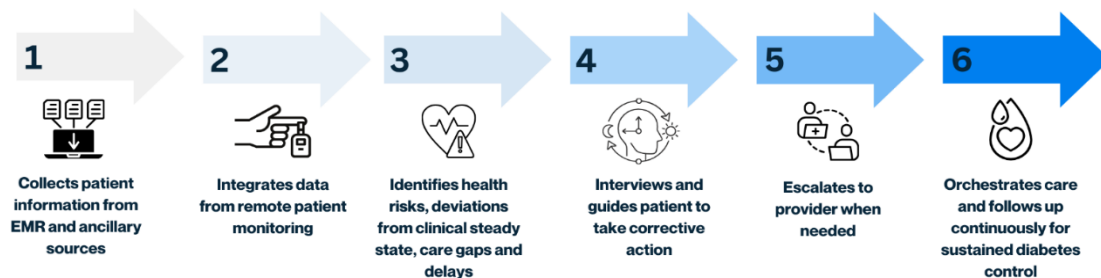 1
Collects patient
information from
EMR and ancillary
sources
2
Integrates data
from remote patient
monitoring
3
Identifies health
risks, deviations
from clinical steady
state, care gaps and
delays
4
Interviews and
guides patient to
take corrective
action
5
Escalates to
provider when
needed
6
Orchestrates care
and follows up
continuously for
sustained diabetes
control